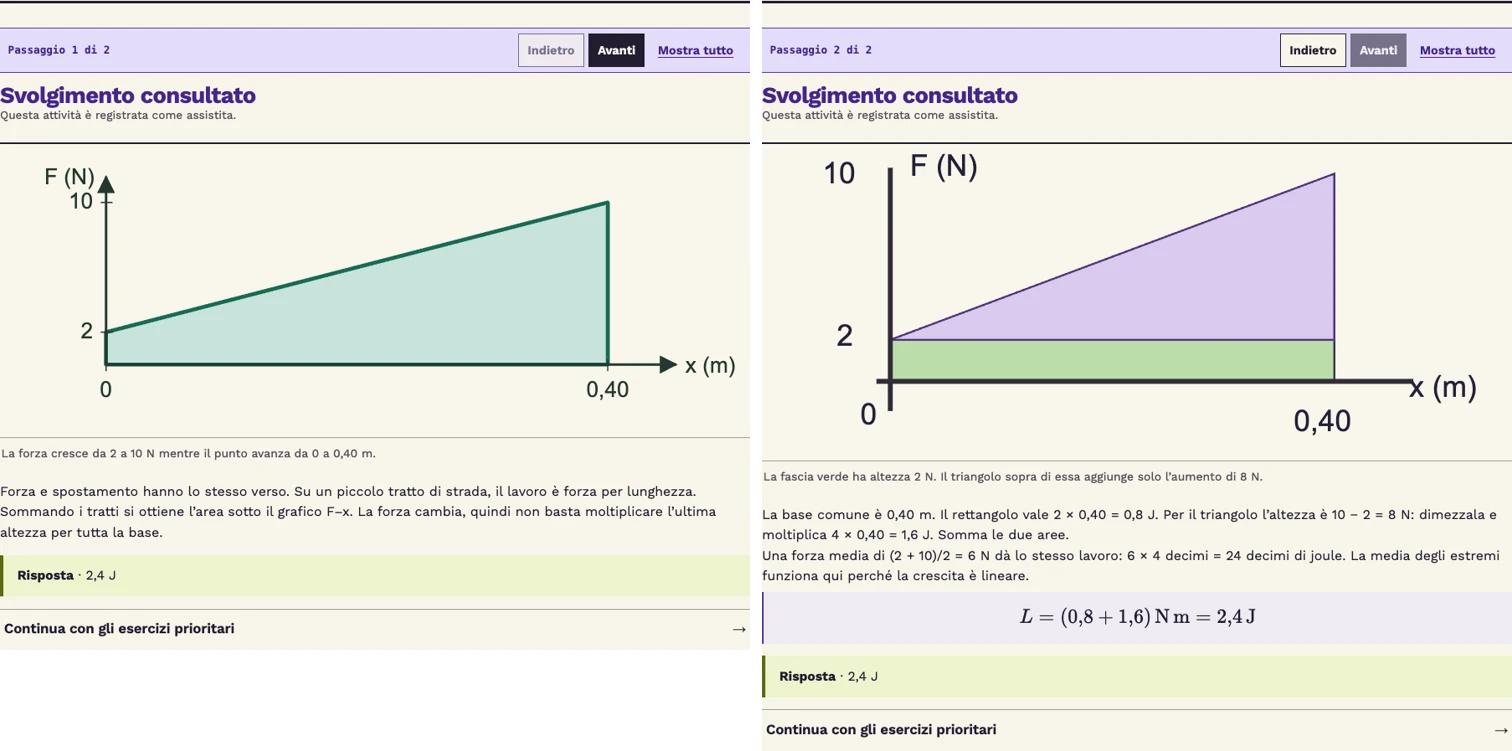 Passaggio 1 di 2
Indietro
Avanti
Mostra tutto
Svolgimento consultato
Questa attività è registrata come assistita.
F (N)
10
2
0
0,40
x (m)
La forza cresce da 2 a 10 N mentre il punto avanza da 0 a 0,40 m.
Forza e spostamento hanno lo stesso verso. Su un piccolo tratto di strada, il lavoro è forza per lunghezza.
Sommando i tratti si ottiene l’area sotto il grafico F–x. La forza cambia, quindi non basta moltiplicare l’ultima
altezza per tutta la base.
Risposta · 2,4 J
Continua con gli esercizi prioritari →
Passaggio 2 di 2
Indietro
Avanti
Mostra tutto
Svolgimento consultato
Questa attività è registrata come assistita.
10
F (N)
2
0
0,40
x (m)
La fascia verde ha altezza 2 N. Il triangolo sopra di essa aggiunge solo l’aumento di 8 N.
La base comune è 0,40 m. Il rettangolo vale 2 × 0,40 = 0,8 J. Per il triangolo l’altezza è 10 − 2 = 8 N: dimezzala e
moltiplica 4 × 0,40 = 1,6 J. Somma le due aree.
Una forza media di (2 + 10)/2 = 6 N dà lo stesso lavoro: 6 × 4 decimi = 24 decimi di joule. La media degli estremi
funziona qui perché la crescita è lineare.
L = (0,8 + 1,6) N m = 2,4 J
Risposta · 2,4 J
Continua con gli esercizi prioritari →